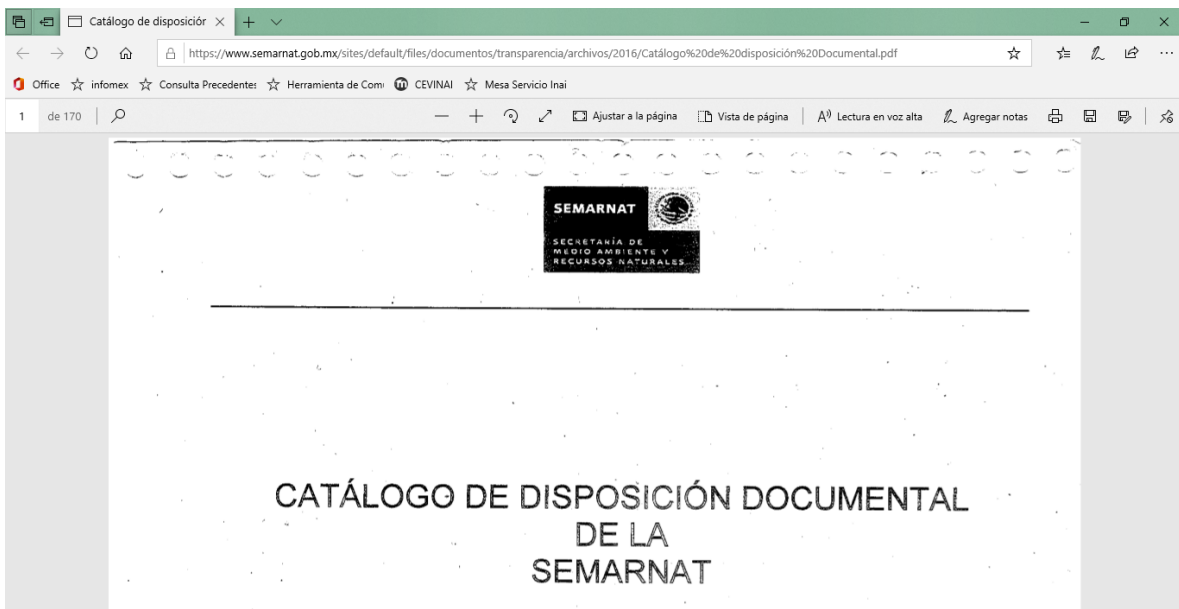 Catálogo de disposiciór
https://www.semarnat.gob.mx/sites/default/files/documentos/transparencia/archivos/2016/Catálogo%20de%20disposición%20Documental.pdf
Office infomex Consulta Precedentes Herramienta de Com CEVINAI Mesa Servicio Inai
1 de 170 Ajustar a la página Vista de página Lectura en voz alta Agregar notas
SEMARNAT
SECRETARÍA DE
MEDIO AMBIENTE Y
RECURSOS NATURALES
CATÁLOGO DE DISPOSICIÓN DOCUMENTAL
DE LA
SEMARNAT